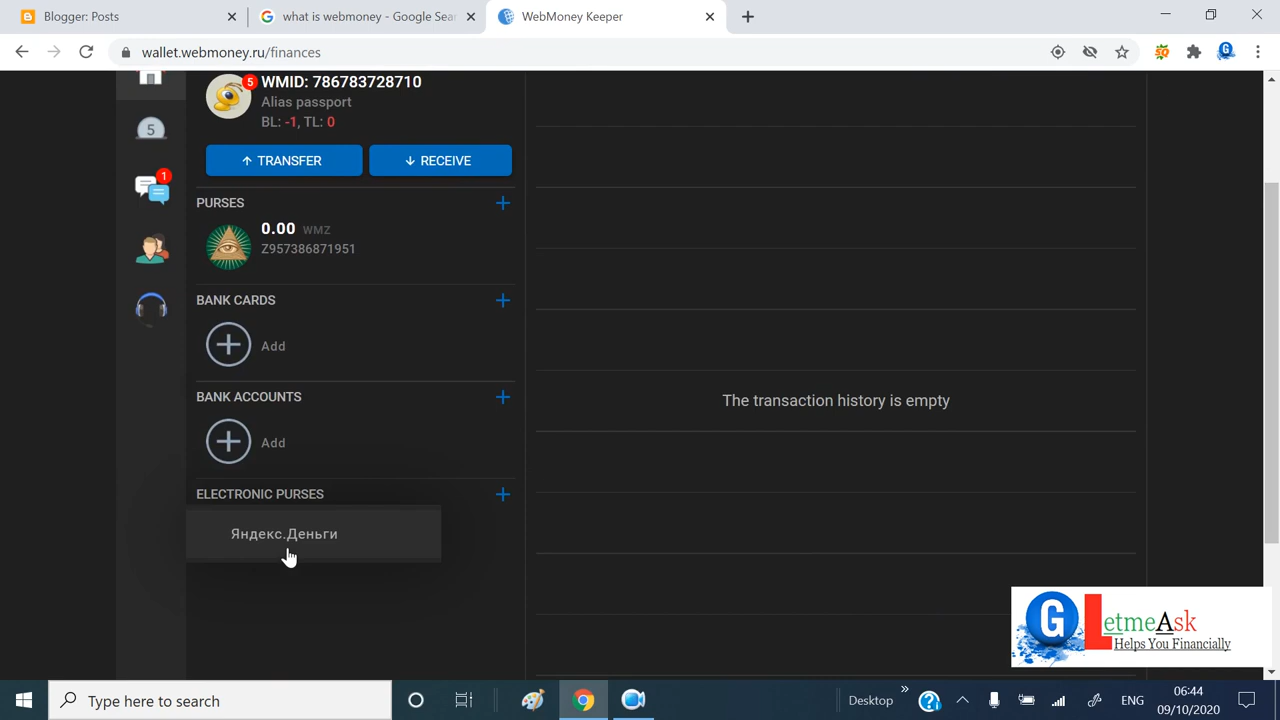 Blogger: Posts
what is webmoney - Google Sear
WebMoney Keeper
wallet.webmoney.ru/finances
SQ
G
5
WMID: 786783728710
Alias passport
BL: -1, TL: 0
5
TRANSFER
RECEIVE
1
PURSES
0.00 WMZ
Z957386871951
BANK CARDS
Add
BANK ACCOUNTS
Add
ELECTRONIC PURSES
Яндекс.Деньги
The transaction history is empty
G LetmeAsk
Helps You Financially
Type here to search
Desktop
»
ENG
06:44
09/10/2020